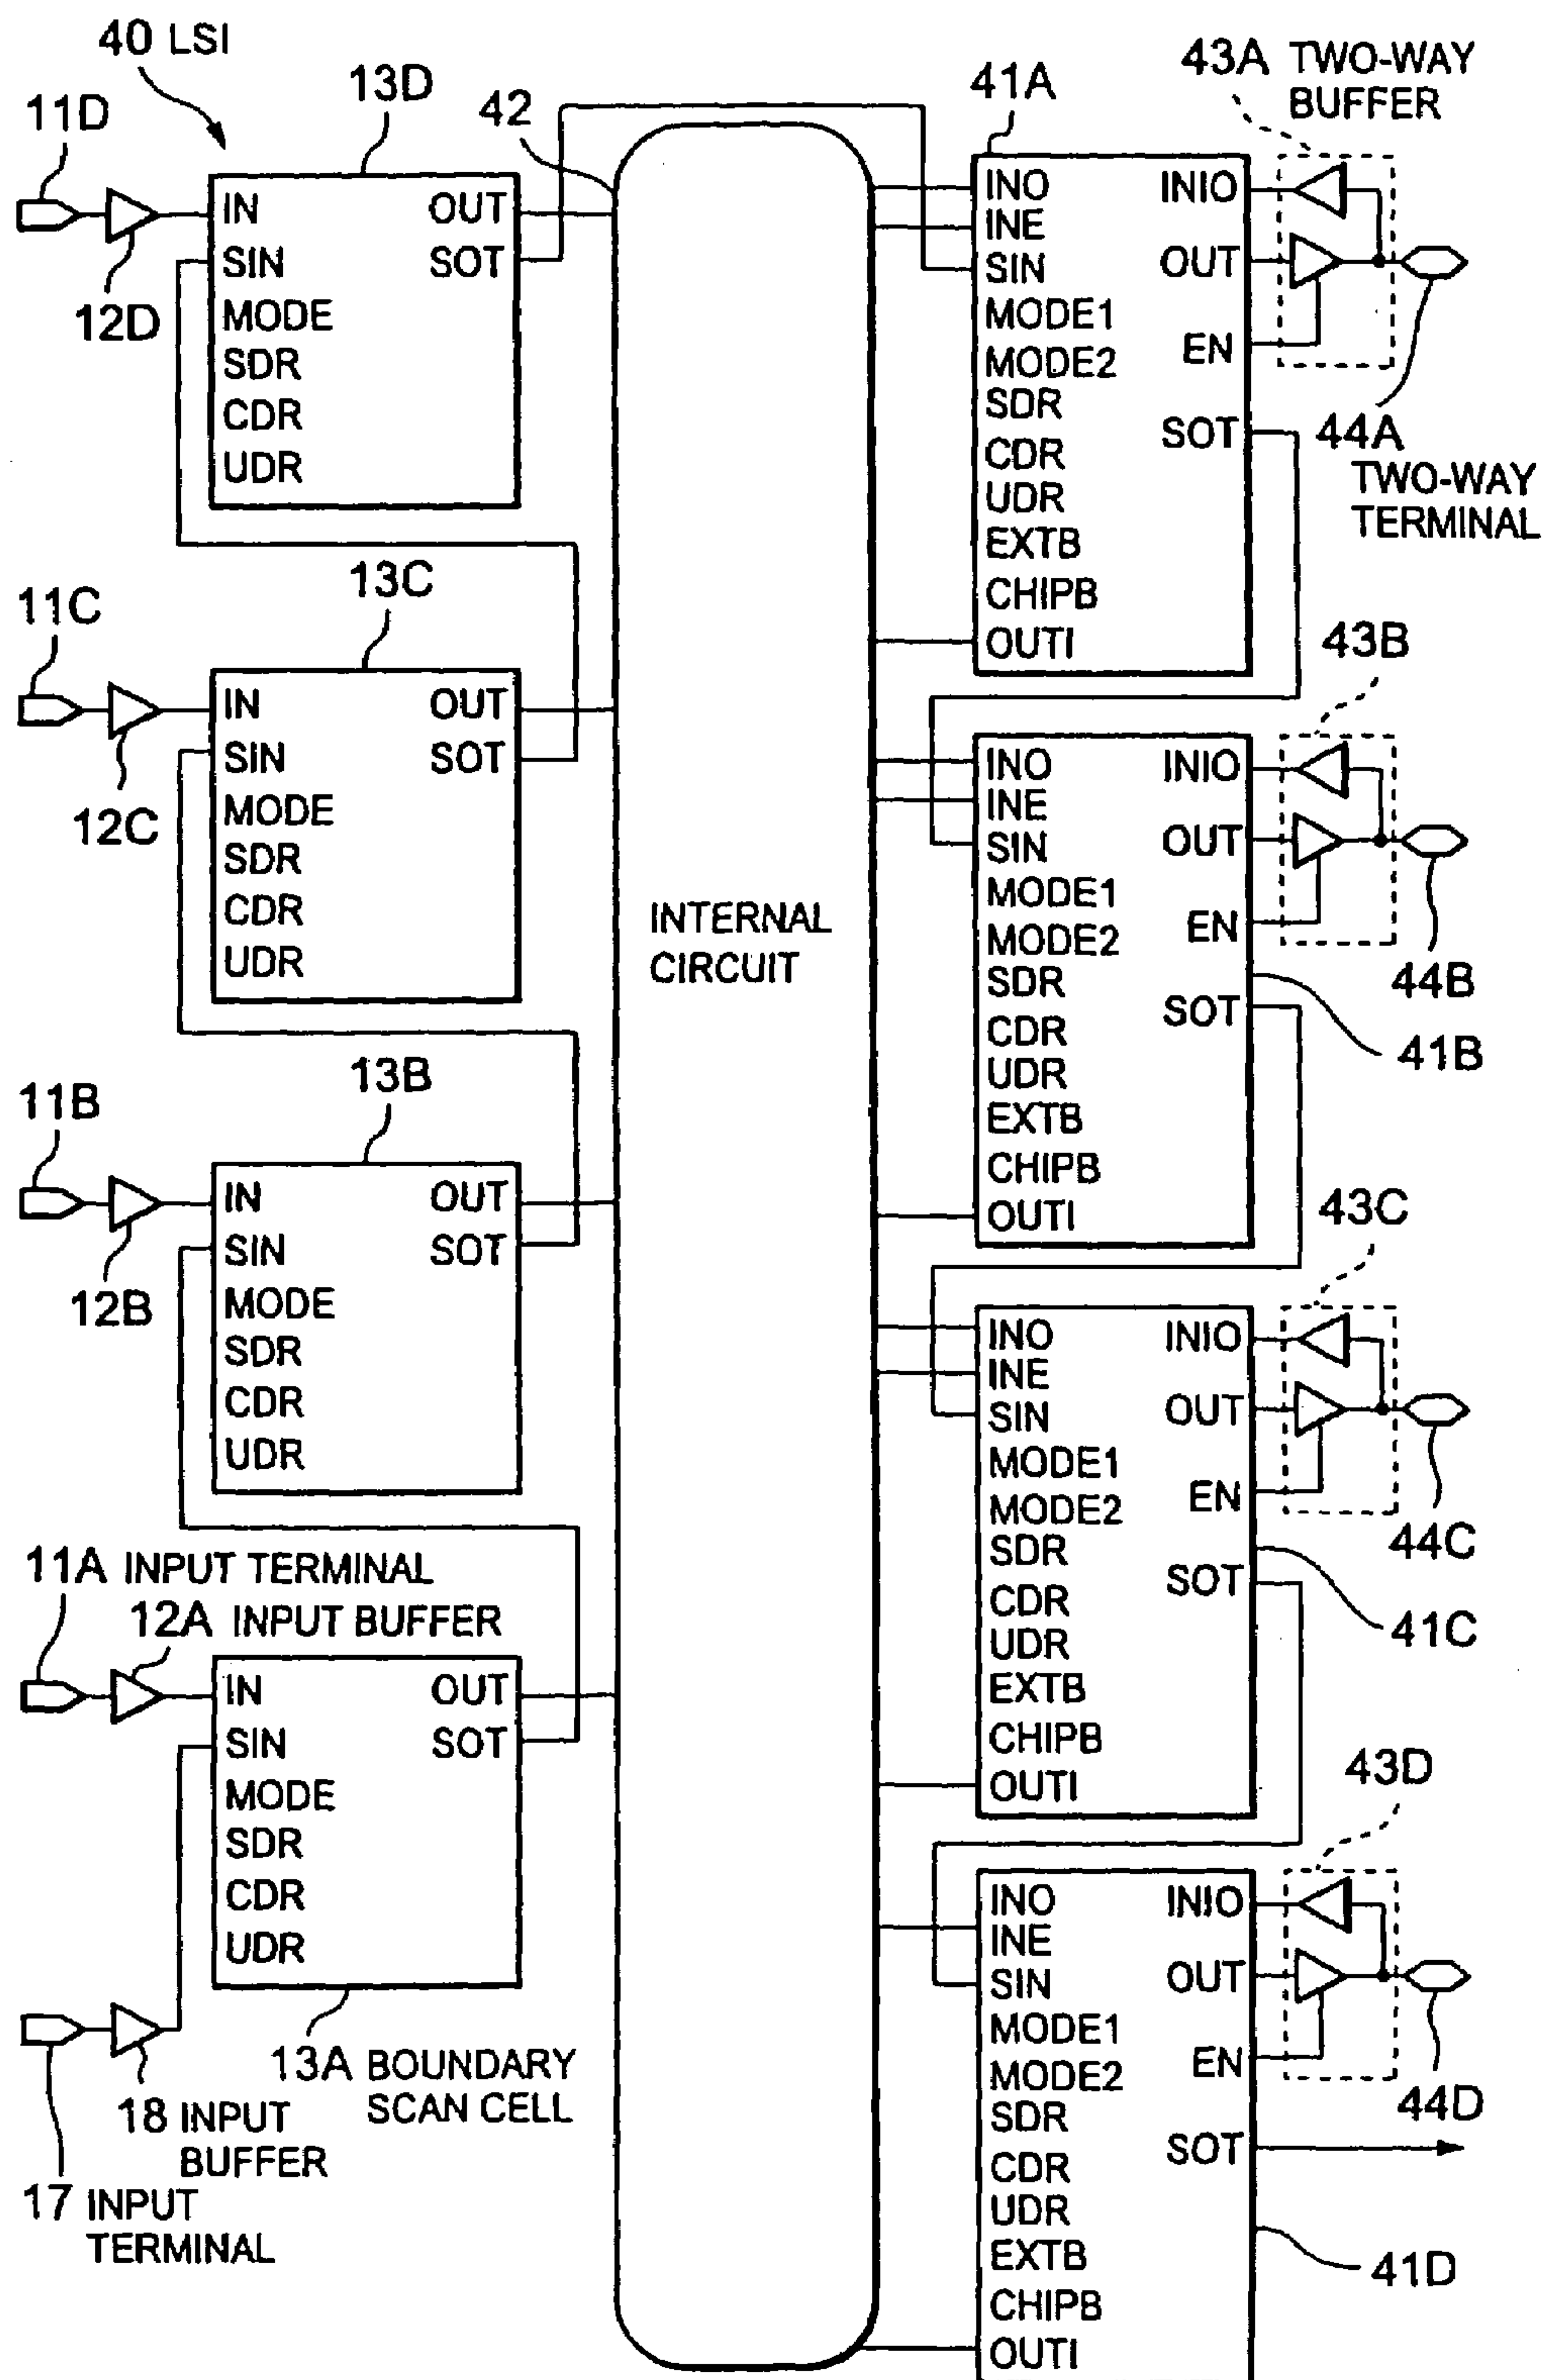 40 LSI
11D
13D
42
41A
43A TWO-WAY
BUFFER
IN OUT
SIN SOT
MODE
SDR
CDR
UDR
12D
INO INIO
INE
SIN OUT
MODE1
MODE2 EN
SDR
CDR SOT
UDR
EXTB
CHIPB
OUTI
44A
TWO-WAY
TERMINAL
11C
13C
IN OUT
SIN SOT
MODE
SDR
CDR
UDR
12C
INTERNAL
CIRCUIT
43B
INO INIO
INE
SIN OUT
MODE1
MODE2 EN
SDR
CDR SOT
UDR
EXTB
CHIPB
OUTI
44B
41B
11B
13B
IN OUT
SIN SOT
MODE
SDR
CDR
UDR
12B
43C
INO INIO
INE
SIN OUT
MODE1
MODE2 EN
SDR
CDR SOT
UDR
EXTB
CHIPB
OUTI
44C
41C
11A INPUT TERMINAL
12A INPUT BUFFER
IN OUT
SIN SOT
MODE
SDR
CDR
UDR
13A BOUNDARY
SCAN CELL
18 INPUT
BUFFER
17 INPUT
TERMINAL
43D
INO INIO
INE
SIN OUT
MODE1
MODE2 EN
SDR
CDR SOT
UDR
EXTB
CHIPB
OUTI
44D
41D